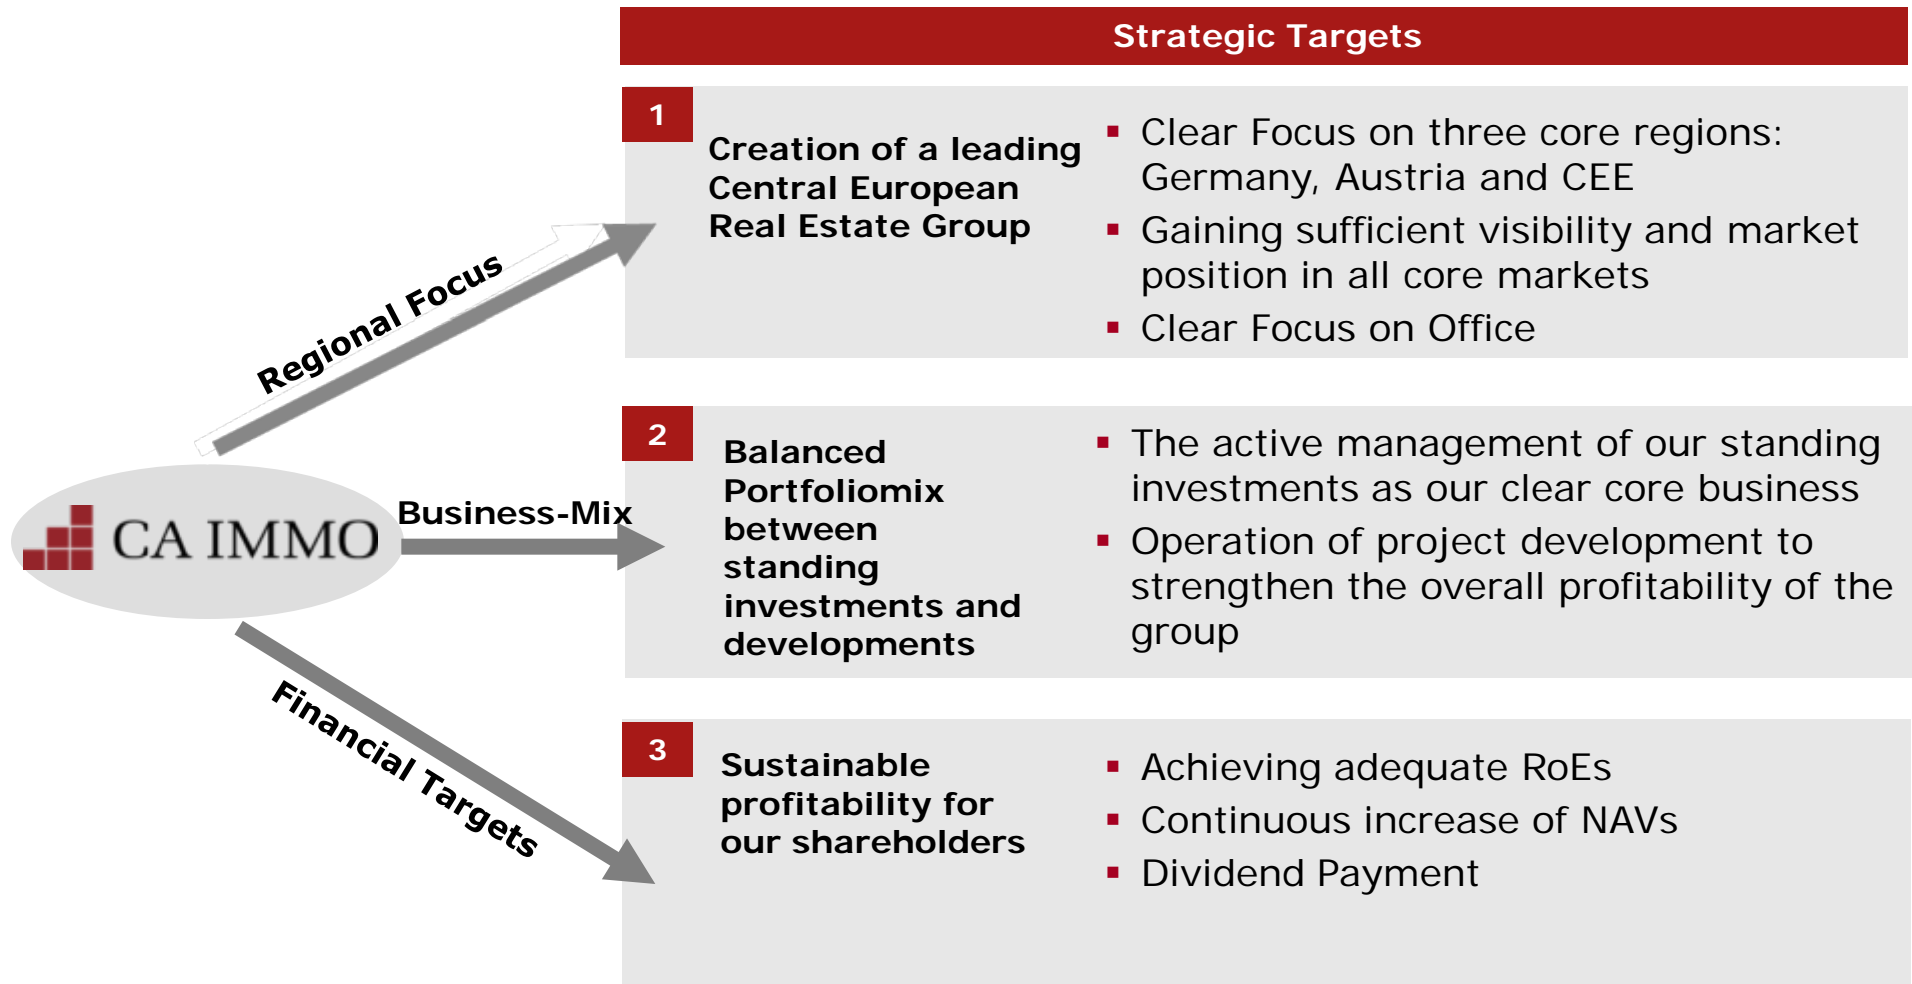 Strategic Targets
1
Creation of a leading
Central European
Real Estate Group
▪ Clear Focus on three core regions:
Germany, Austria and CEE
▪ Gaining sufficient visibility and market
position in all core markets
▪ Clear Focus on Office
Regional Focus
2
Balanced
Portfoliomix
between
standing
investments and
developments
▪ The active management of our standing
investments as our clear core business
▪ Operation of project development to
strengthen the overall profitability of the
group
Business-Mix
CA IMMO
3
Sustainable
profitability for
our shareholders
▪ Achieving adequate RoEs
▪ Continuous increase of NAVs
▪ Dividend Payment
Financial Targets